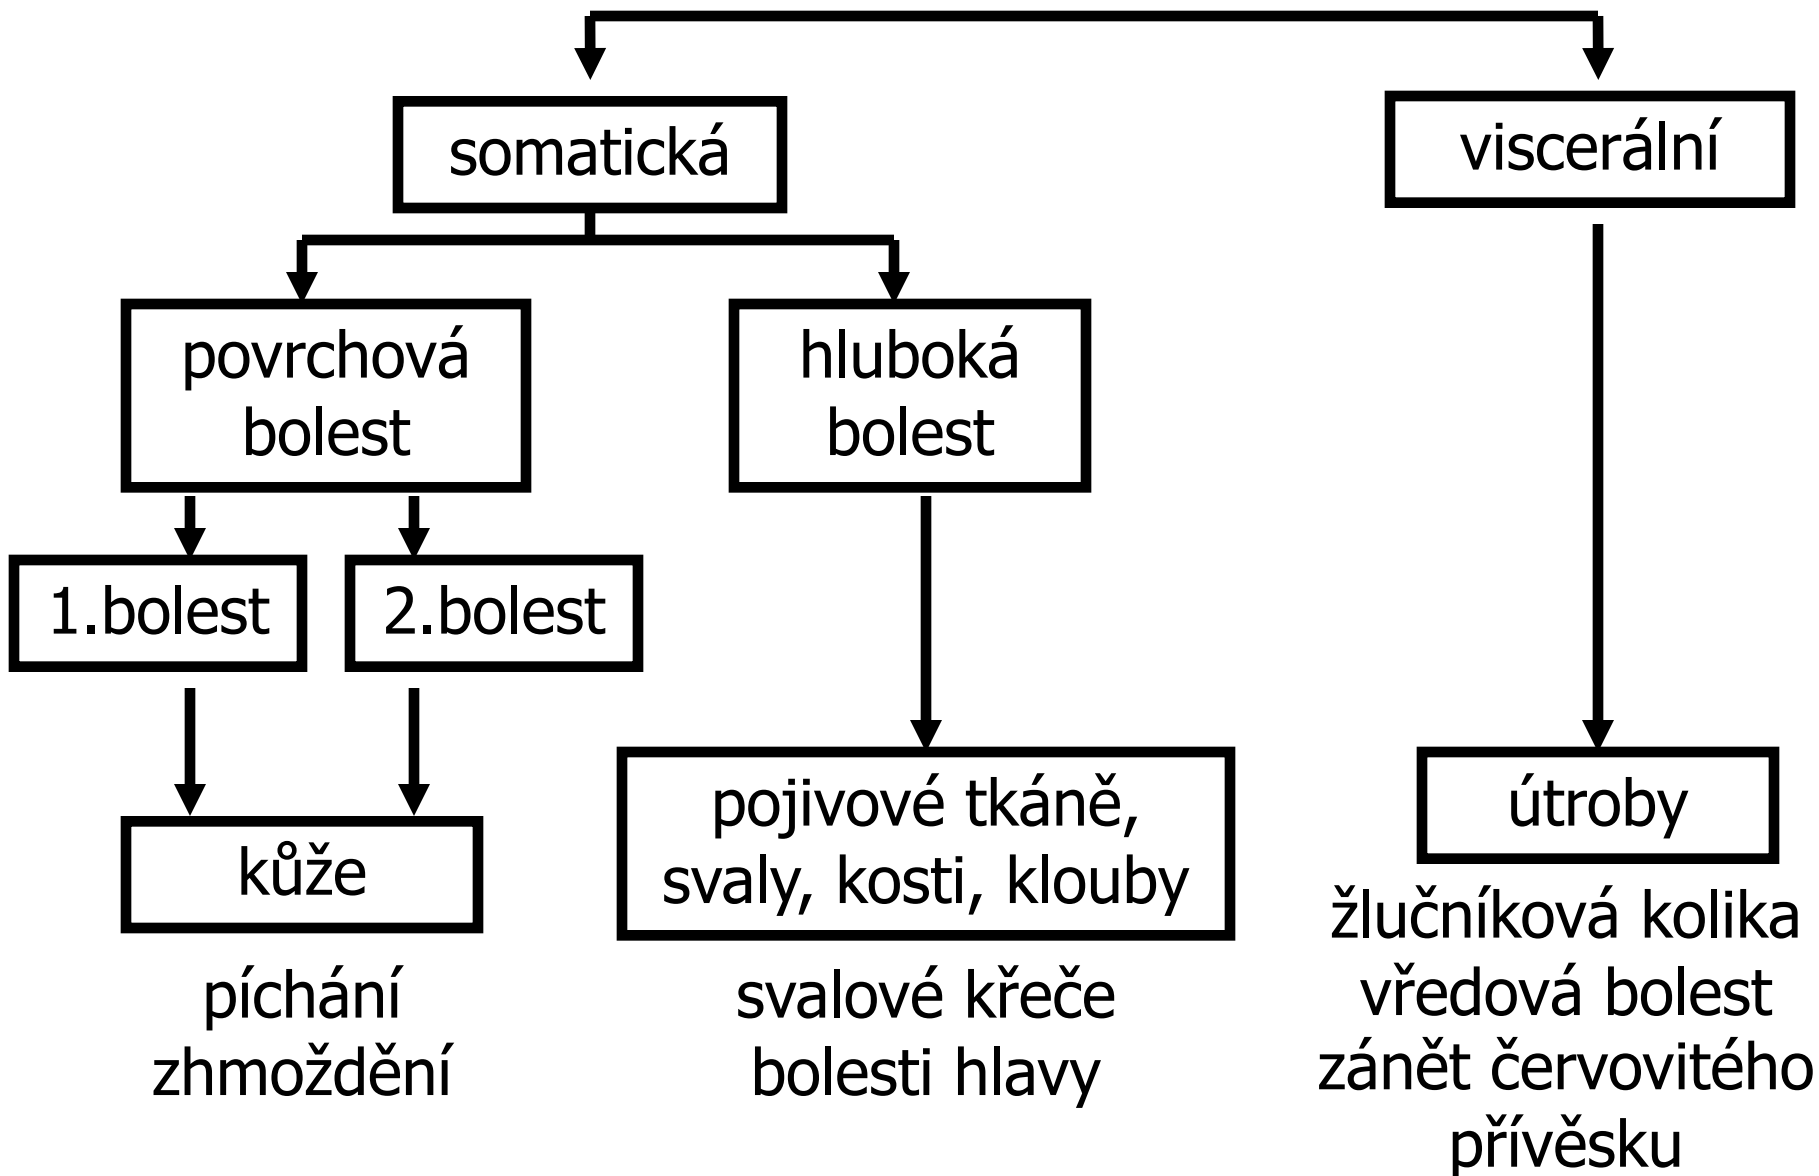 somatická
viscerální
povrchová
bolest
hluboká
bolest
1.bolest
2.bolest
kůže
pojivové tkáně,
svaly, kosti, klouby
útroby
píchání
zhmoždění
svalové křeče
bolesti hlavy
žlučníková kolika
vředová bolest
zánět červovitého
přívěsku